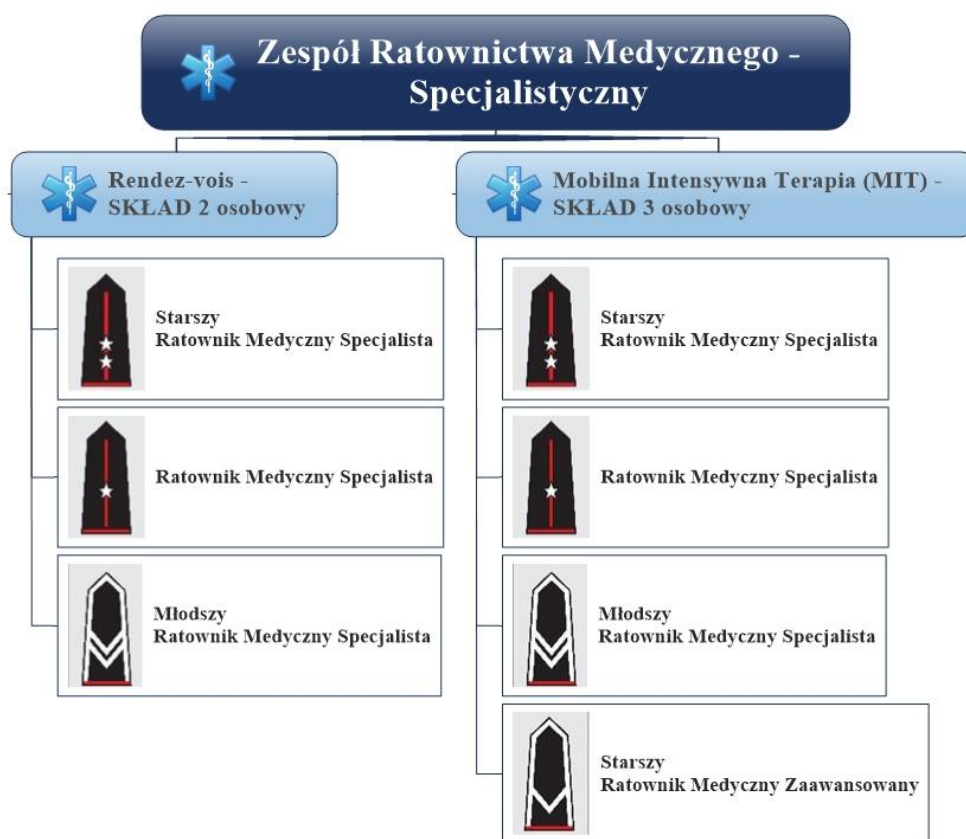 Zespół Ratownictwa Medycznego -
Specjalistyczny
Rendez-vois -
SKŁAD 2 osobowy
Starszy
Ratownik Medyczny Specjalista
Ratownik Medyczny Specjalista
Młodszy
Ratownik Medyczny Specjalista
Mobilna Intensywna Terapia (MIT) -
SKŁAD 3 osobowy
Starszy
Ratownik Medyczny Specjalista
Ratownik Medyczny Specjalista
Młodszy
Ratownik Medyczny Specjalista
Starszy
Ratownik Medyczny Zaawansowany